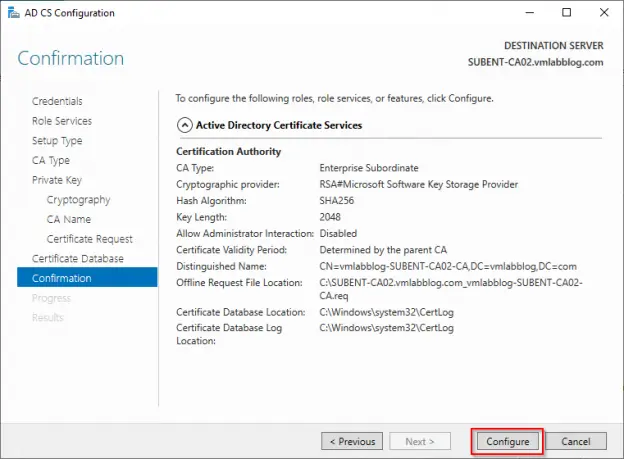 AD CS Configuration
Confirmation
DESTINATION SERVER
SUBENT-CA02.vmlabblog.com
Credentials
Role Services
Setup Type
CA Type
Private Key
Cryptography
CA Name
Certificate Request
Certificate Database
Confirmation
Progress
Results
To configure the following roles, role services, or features, click Configure.
Active Directory Certificate Services
Certification Authority
CA Type: Enterprise Subordinate
Cryptographic provider: RSA#Microsoft Software Key Storage Provider
Hash Algorithm: SHA256
Key Length: 2048
Allow Administrator Interaction: Disabled
Certificate Validity Period: Determined by the parent CA
Distinguished Name: CN=vmlabblog-SUBENT-CA02-CA,DC=vmlabblog,DC=com
Offline Request File Location: C:\SUBENT-CA02.vmlabblog.com_vmlabblog-SUBENT-CA02-
CA.req
Certificate Database Location: C:\Windows\system32\CertLog
Certificate Database Log C:\Windows\system32\CertLog
Location:
< Previous
Next >
Configure
Cancel